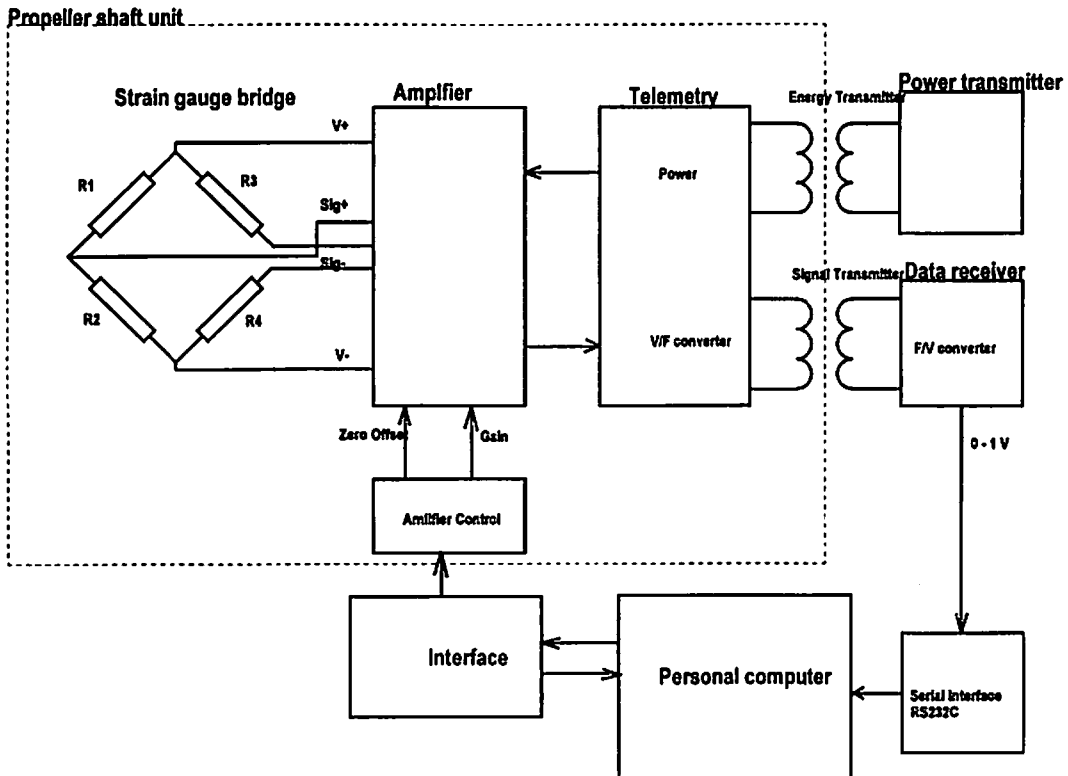 Propeller shaft unit
Strain gauge bridge
Amplfier
Telemetry
Energy Transmitter
Power transmitter
V+
R1
R3
Power
Sig+
Sig-
Signal Transmitter
Data receiver
R2
R4
V/F converter
F/V converter
V-
Zero Offset
Gain
0 - 1 V
Amlifier Control
Interface
Personal computer
Serial Interface
RS232C